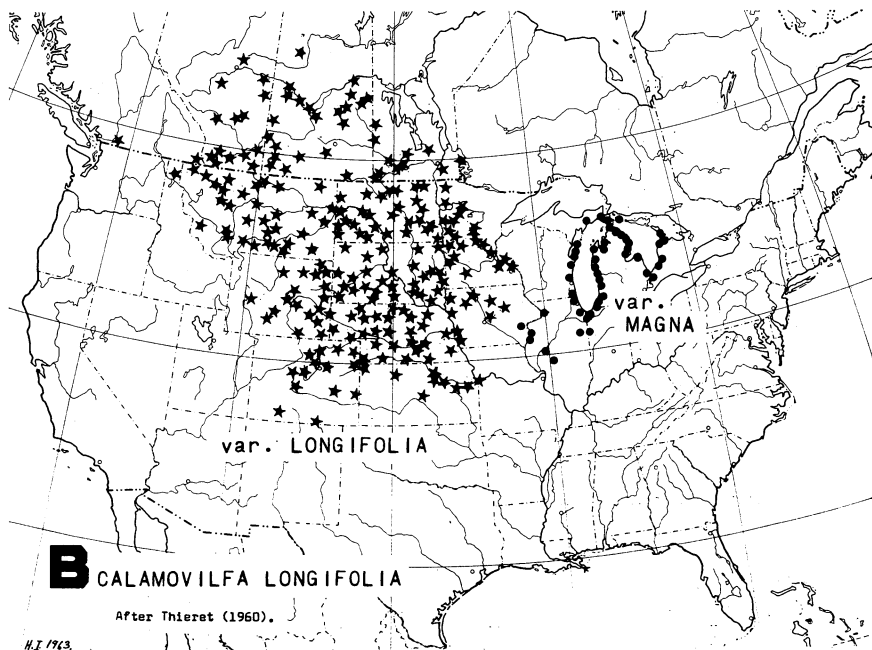 var.
MAGNA
var. LONGIFOLIA
B CALAMOVILFA LONGIFOLIA
After Thieret (1960).
H.I 1963.